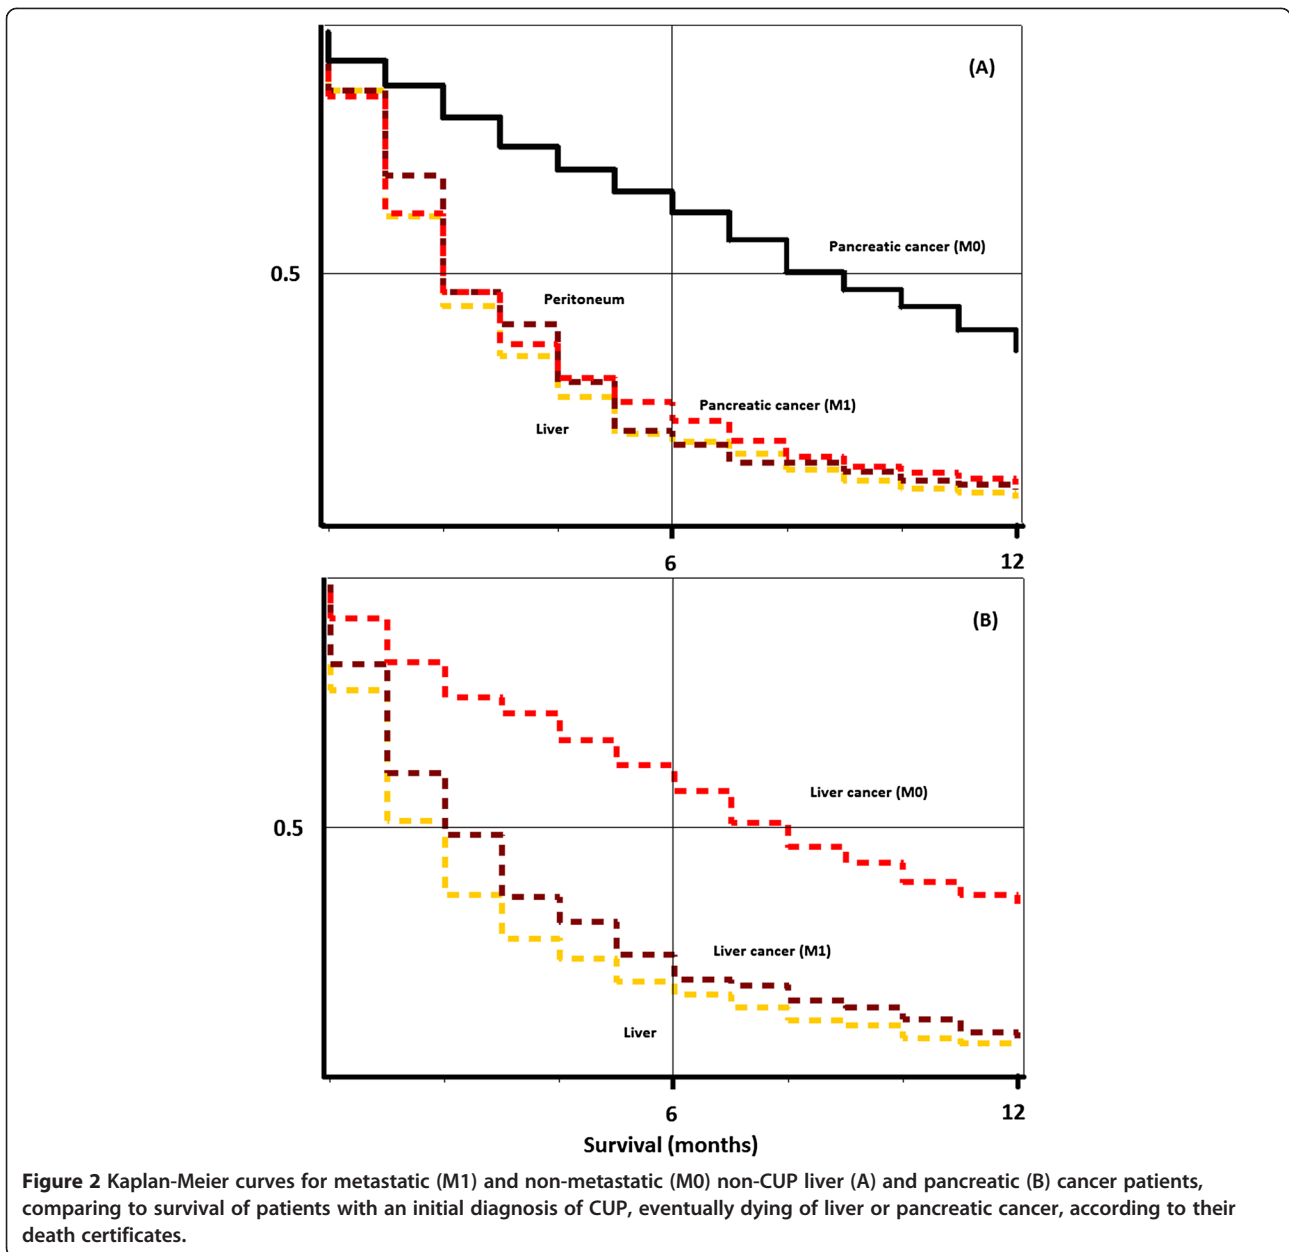 (A)
Pancreatic cancer (M0)
0.5
Peritoneum
Pancreatic cancer (M1)
Liver
6 12
(B)
Liver cancer (M0)
0.5
Liver cancer (M1)
Liver
6 12
Survival (months)
Figure 2 Kaplan-Meier curves for metastatic (M1) and non-metastatic (M0) non-CUP liver (A) and pancreatic (B) cancer patients,
comparing to survival of patients with an initial diagnosis of CUP, eventually dying of liver or pancreatic cancer, according to their
death certificates.